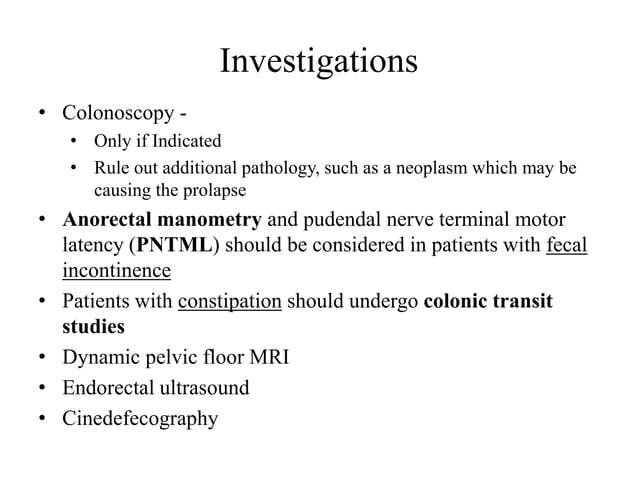 Investigations
• Colonoscopy -
• Only if Indicated
• Rule out additional pathology, such as a neoplasm which may be
causing the prolapse
• Anorectal manometry and pudendal nerve terminal motor
latency (PNTML) should be considered in patients with fecal
incontinence
• Patients with constipation should undergo colonic transit
studies
• Dynamic pelvic floor MRI
• Endorectal ultrasound
• Cinedefecography